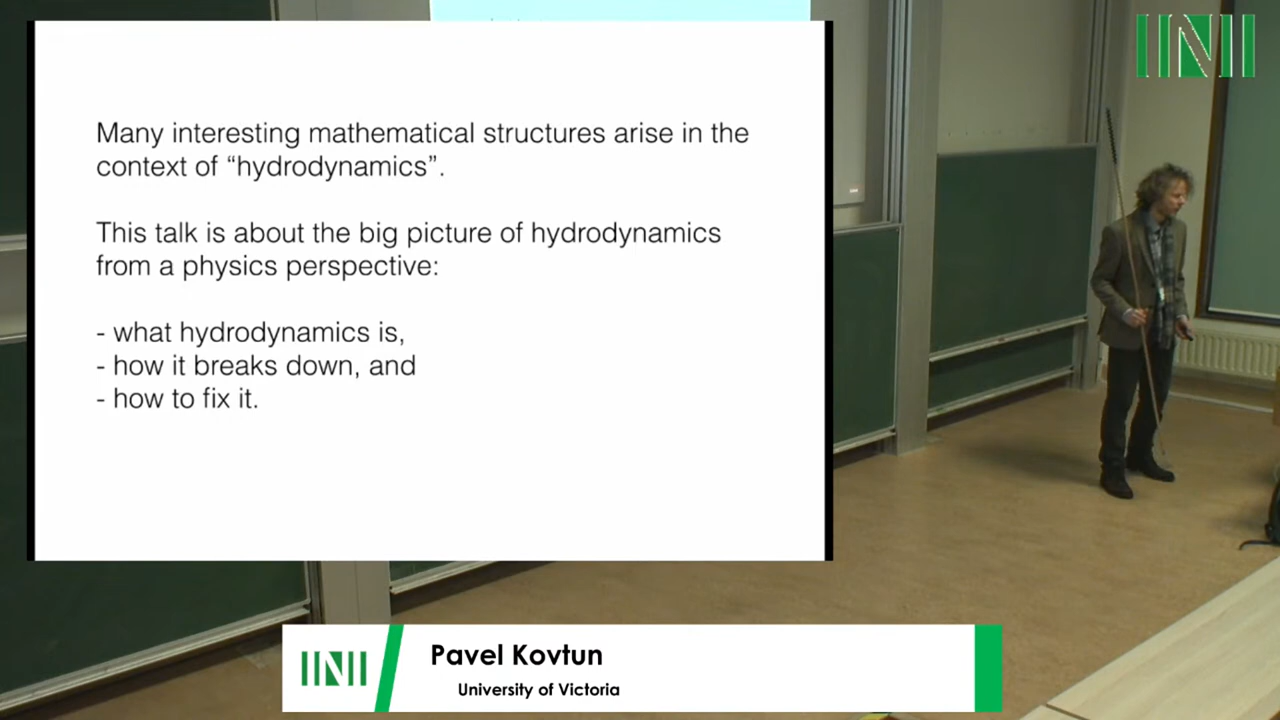 Many interesting mathematical structures arise in the
context of “hydrodynamics”.
This talk is about the big picture of hydrodynamics
from a physics perspective:
- what hydrodynamics is,
- how it breaks down, and
- how to fix it.
Pavel Kovtun
University of Victoria